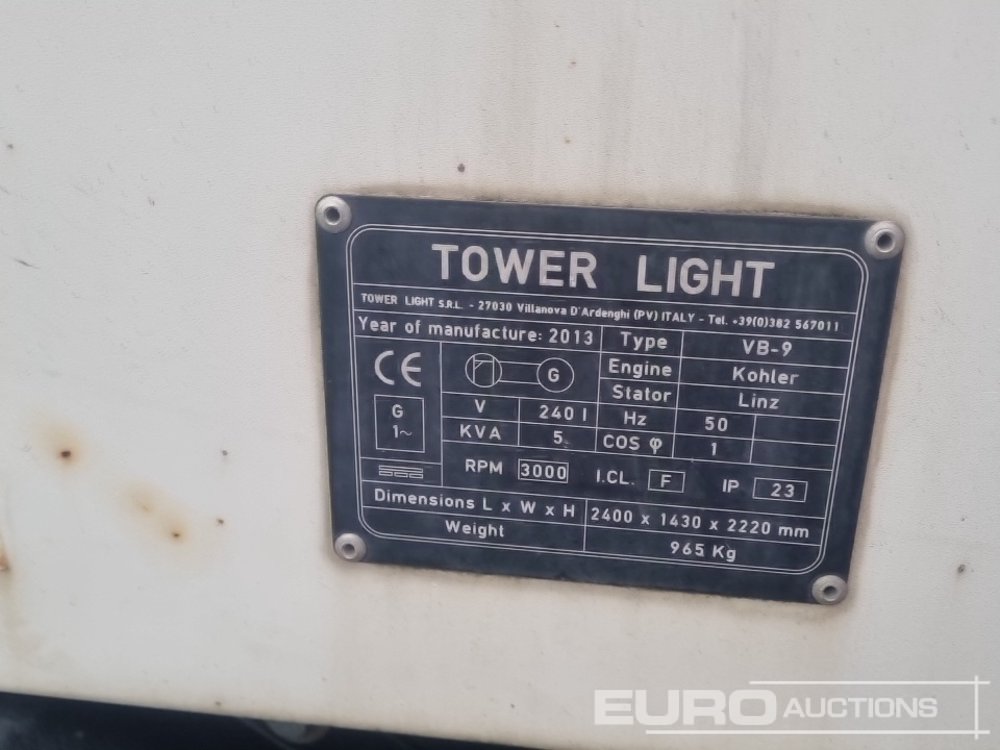 TOWER LIGHT
TOWER LIGHT S.R.L. - 27030 Villanova D'Ardenghi (PV) ITALY - Tel. +39(0)382 567011
Year of manufacture: 2013 Type VB-9
CE G Engine Kohler
Stator Linz
G 1~ V 240 I Hz 50
KVA 5 COS φ 1
RPM 3000 I.CL. F IP 23
Dimensions L x W x H 2400 x 1430 x 2220 mm
Weight 965 Kg
EURO AUCTIONS